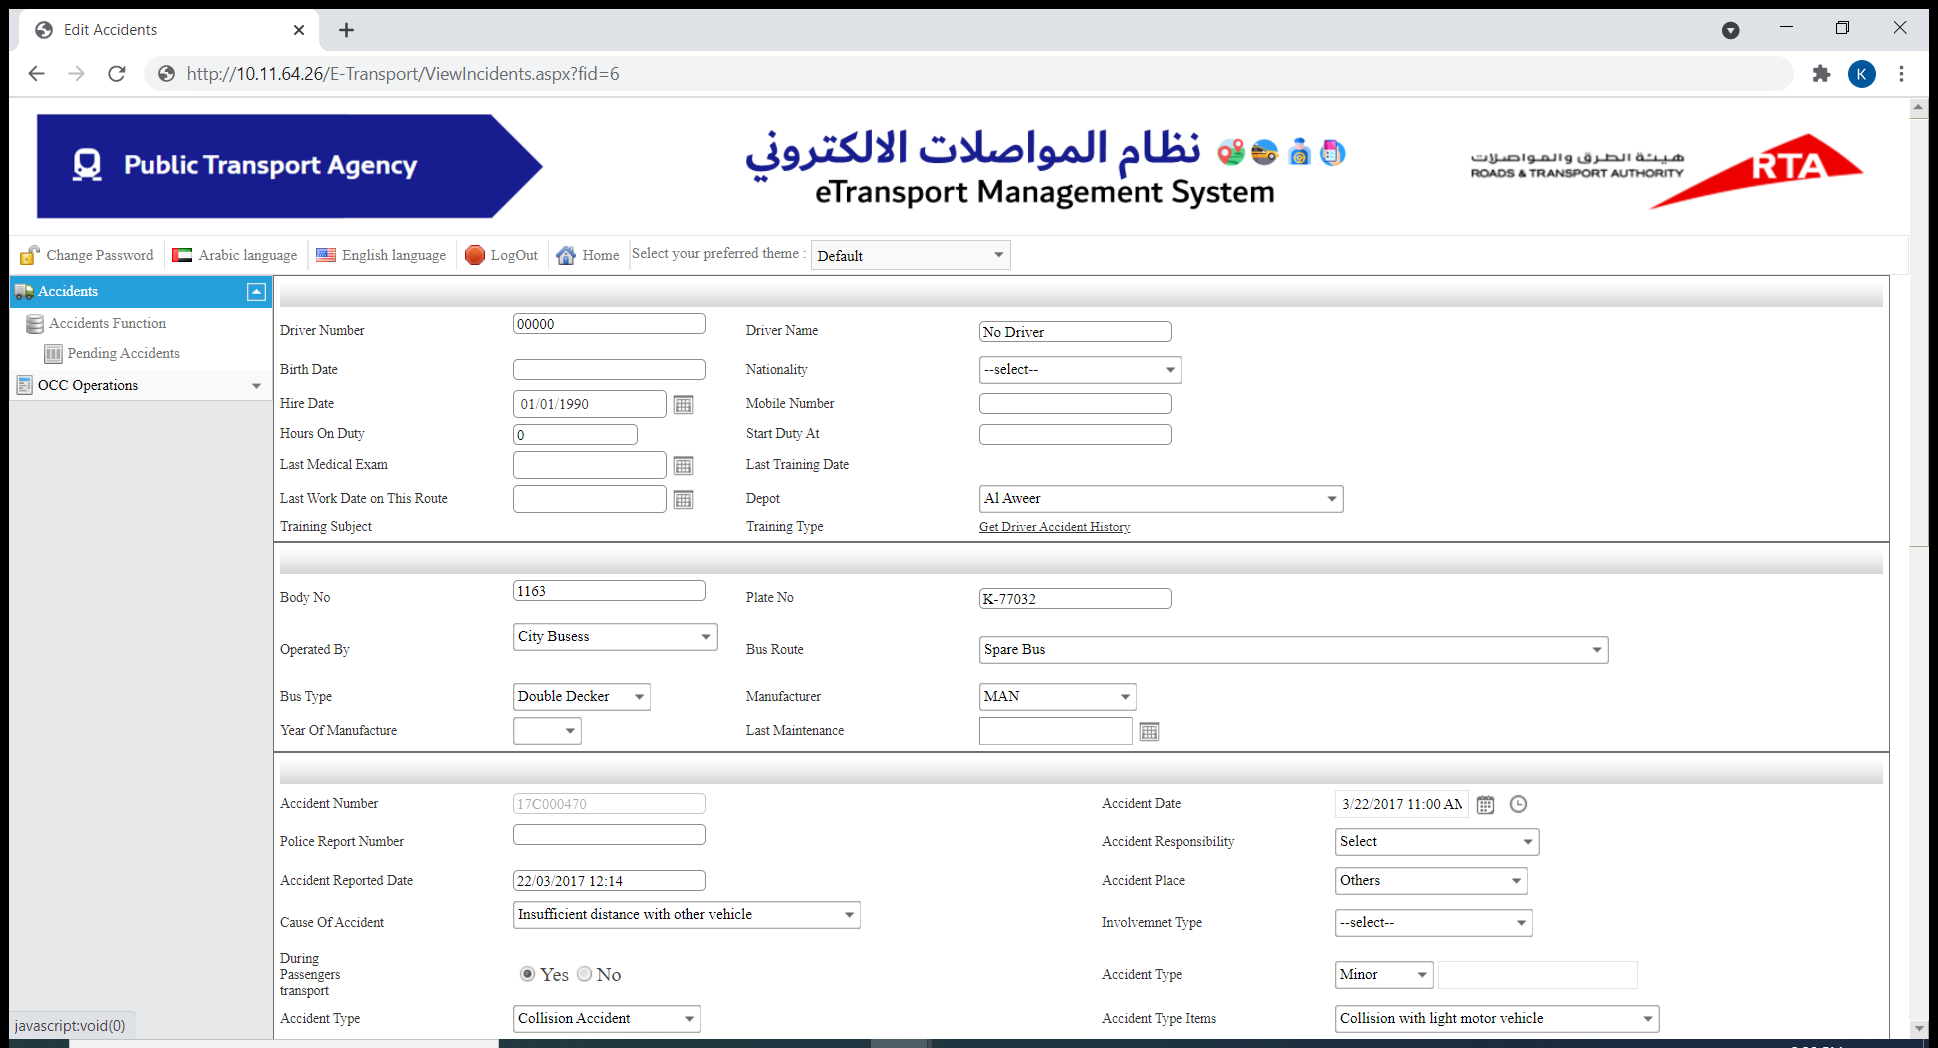 Edit Accidents
http://10.11.64.26/E-Transport/ViewIncidents.aspx?fid=6
K
Public Transport Agency
نظام المواصلات الالكتروني
eTransport Management System
هيئة الطرق والمواصلات
ROADS & TRANSPORT AUTHORITY
RTA
Change Password
Arabic language
English language
LogOut
Home
Select your preferred theme :
Default
Accidents
Accidents Function
Pending Accidents
OCC Operations
Driver Number 00000 Driver Name No Driver
Birth Date Nationality --select--
Hire Date 01/01/1990 Mobile Number
Hours On Duty 0 Start Duty At
Last Medical Exam Last Training Date
Last Work Date on This Route Depot Al Aweer
Training Subject Training Type Get Driver Accident History
Body No 1163 Plate No K-77032
Operated By City Busess Bus Route Spare Bus
Bus Type Double Decker Manufacturer MAN
Year Of Manufacture Last Maintenance
Accident Number 17C000470 Accident Date 3/22/2017 11:00 AM
Police Report Number Accident Responsibility Select
Accident Reported Date 22/03/2017 12:14 Accident Place Others
Cause Of Accident Insufficient distance with other vehicle Involvemnet Type --select--
During
Passengers
transport
Yes No Accident Type Minor
Accident Type Collision Accident Accident Type Items Collision with light motor vehicle
javascript:void(0)